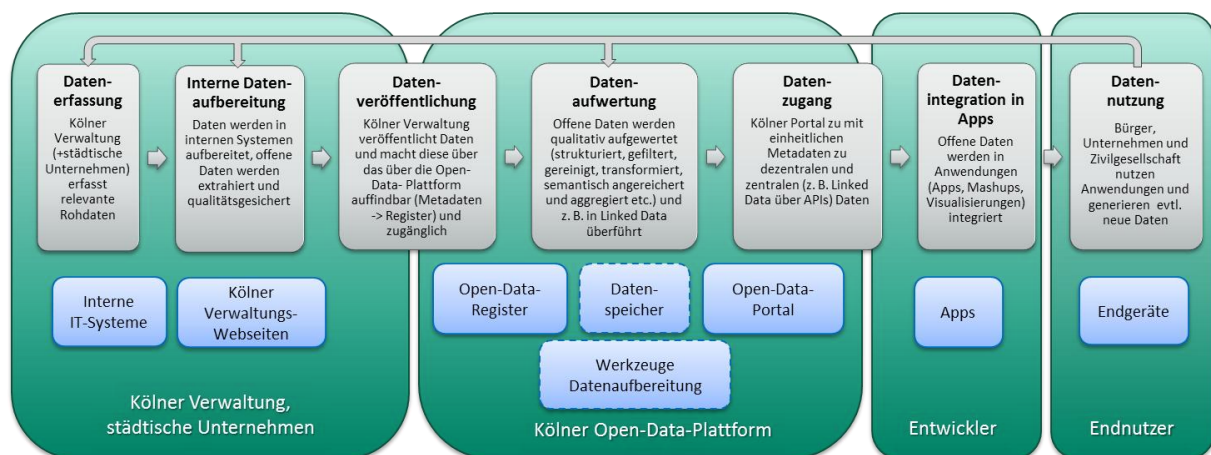 Daten-
erfassung
Kölner
Verwaltung
(+städtische
Unternehmen)
erfasst
relevante
Rohdaten
Interne Daten-
aufbereitung
Daten werden in
internen Systemen
aufbereitet, offene
Daten werden
extrahiert und
qualitätsgesichert
Daten-
veröffentlichung
Kölner Verwaltung
veröffentlicht Daten
und macht diese über
das über die Open-
Data- Plattform
auffindbar (Metadaten
-> Register) und
zugänglich
Daten-
aufwertung
Offene Daten werden
qualitativ aufgewertet
(strukturiert, gefiltert,
gereinigt, transformiert,
semantisch angereichert
und aggregiert etc.) und
z. B. in Linked Data
überführt
Daten-
zugang
Kölner Portal zu mit
einheitlichen
Metadaten zu
dezentralen und
zentralen (z. B. Linked
Data über APIs) Daten
Daten-
integration in
Apps
Offene Daten
werden in
Anwendungen
(Apps, Mashups,
Visualisierungen)
integriert
Daten-
nutzung
Bürger,
Unternehmen und
Zivilgesellschaft
nutzen
Anwendungen und
generieren evtl.
neue Daten
Interne
IT-Systeme
Kölner
Verwaltungs-
Webseiten
Open-Data-
Register
Daten-
speicher
Open-Data-
Portal
Werkzeuge
Datenaufbereitung
Apps
Endgeräte
Kölner Verwaltung,
städtische Unternehmen
Kölner Open-Data-Plattform
Entwickler
Endnutzer